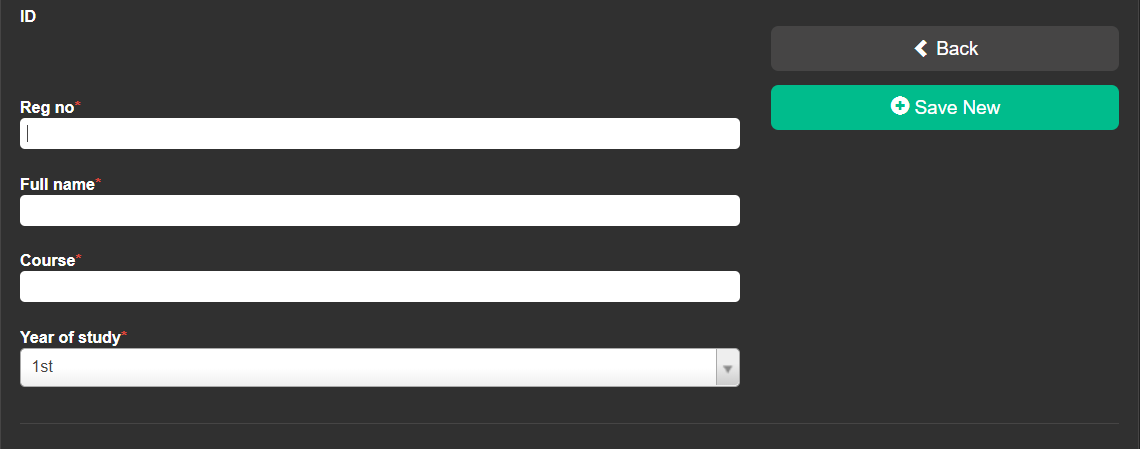 ID
Back
Reg no*
Save New
Full name*
Course*
Year of study*
1st